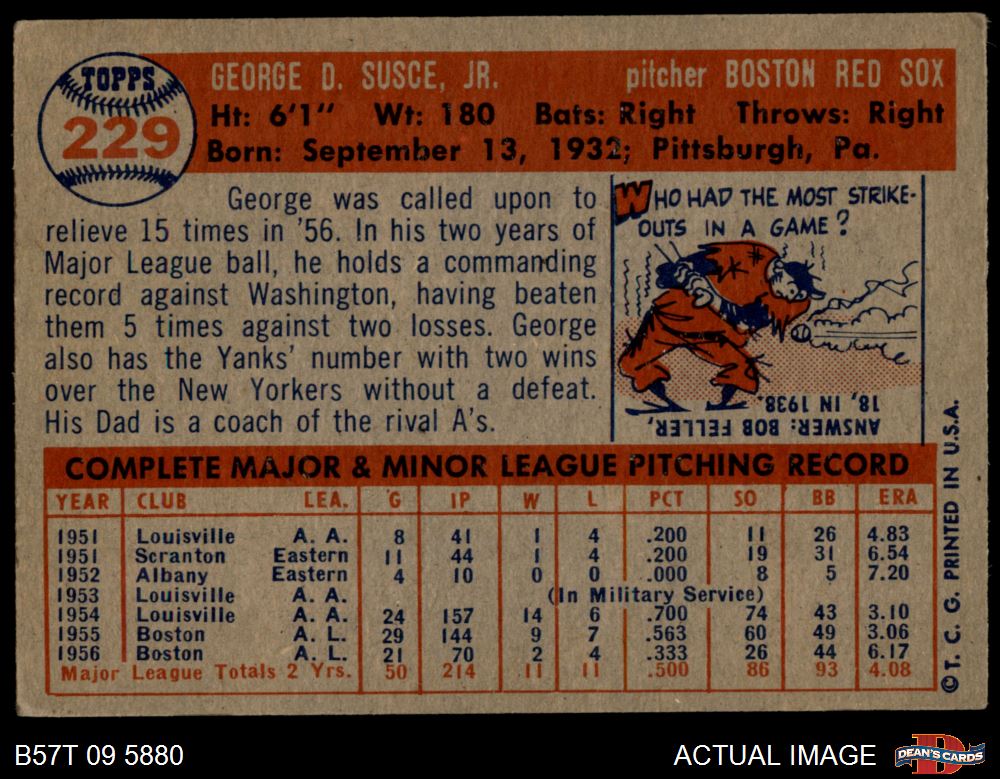 TOPPS
229
GEORGE D. SUSCE, JR. pitcher BOSTON RED SOX
Ht: 6'1" Wt: 180 Bats: Right Throws: Right
Born: September 13, 1932; Pittsburgh, Pa.
George was called upon to
relieve 15 times in '56. In his two years of
Major League ball, he holds a commanding
record against Washington, having beaten
them 5 times against two losses. George
also has the Yanks' number with two wins
over the New Yorkers without a defeat.
His Dad is a coach of the rival A's.
WHO HAD THE MOST STRIKE-
OUTS IN A GAME?
ANSWER: BOB FELLER,
18, IN 1938.
COMPLETE MAJOR & MINOR LEAGUE PITCHING RECORD
YEAR CLUB LEA. G IP W L PCT SO BB ERA
1951 Louisville A. A. 8 41 1 4 .200 11 26 4.83
1951 Scranton Eastern 11 44 1 4 .200 19 31 6.54
1952 Albany Eastern 4 10 0 0 .000 8 5 7.20
1953 Louisville A. A. (In Military Service)
1954 Louisville A. A. 24 157 14 6 .700 74 43 3.10
1955 Boston A. L. 29 144 9 7 .563 60 49 3.06
1956 Boston A. L. 21 70 2 4 .333 26 44 6.17
Major League Totals 2 Yrs. 50 214 11 11 .500 86 93 4.08
© T. C. G. PRINTED IN U.S.A.
B57T 09 5880 ACTUAL IMAGE
D
DEAN'S CARDS